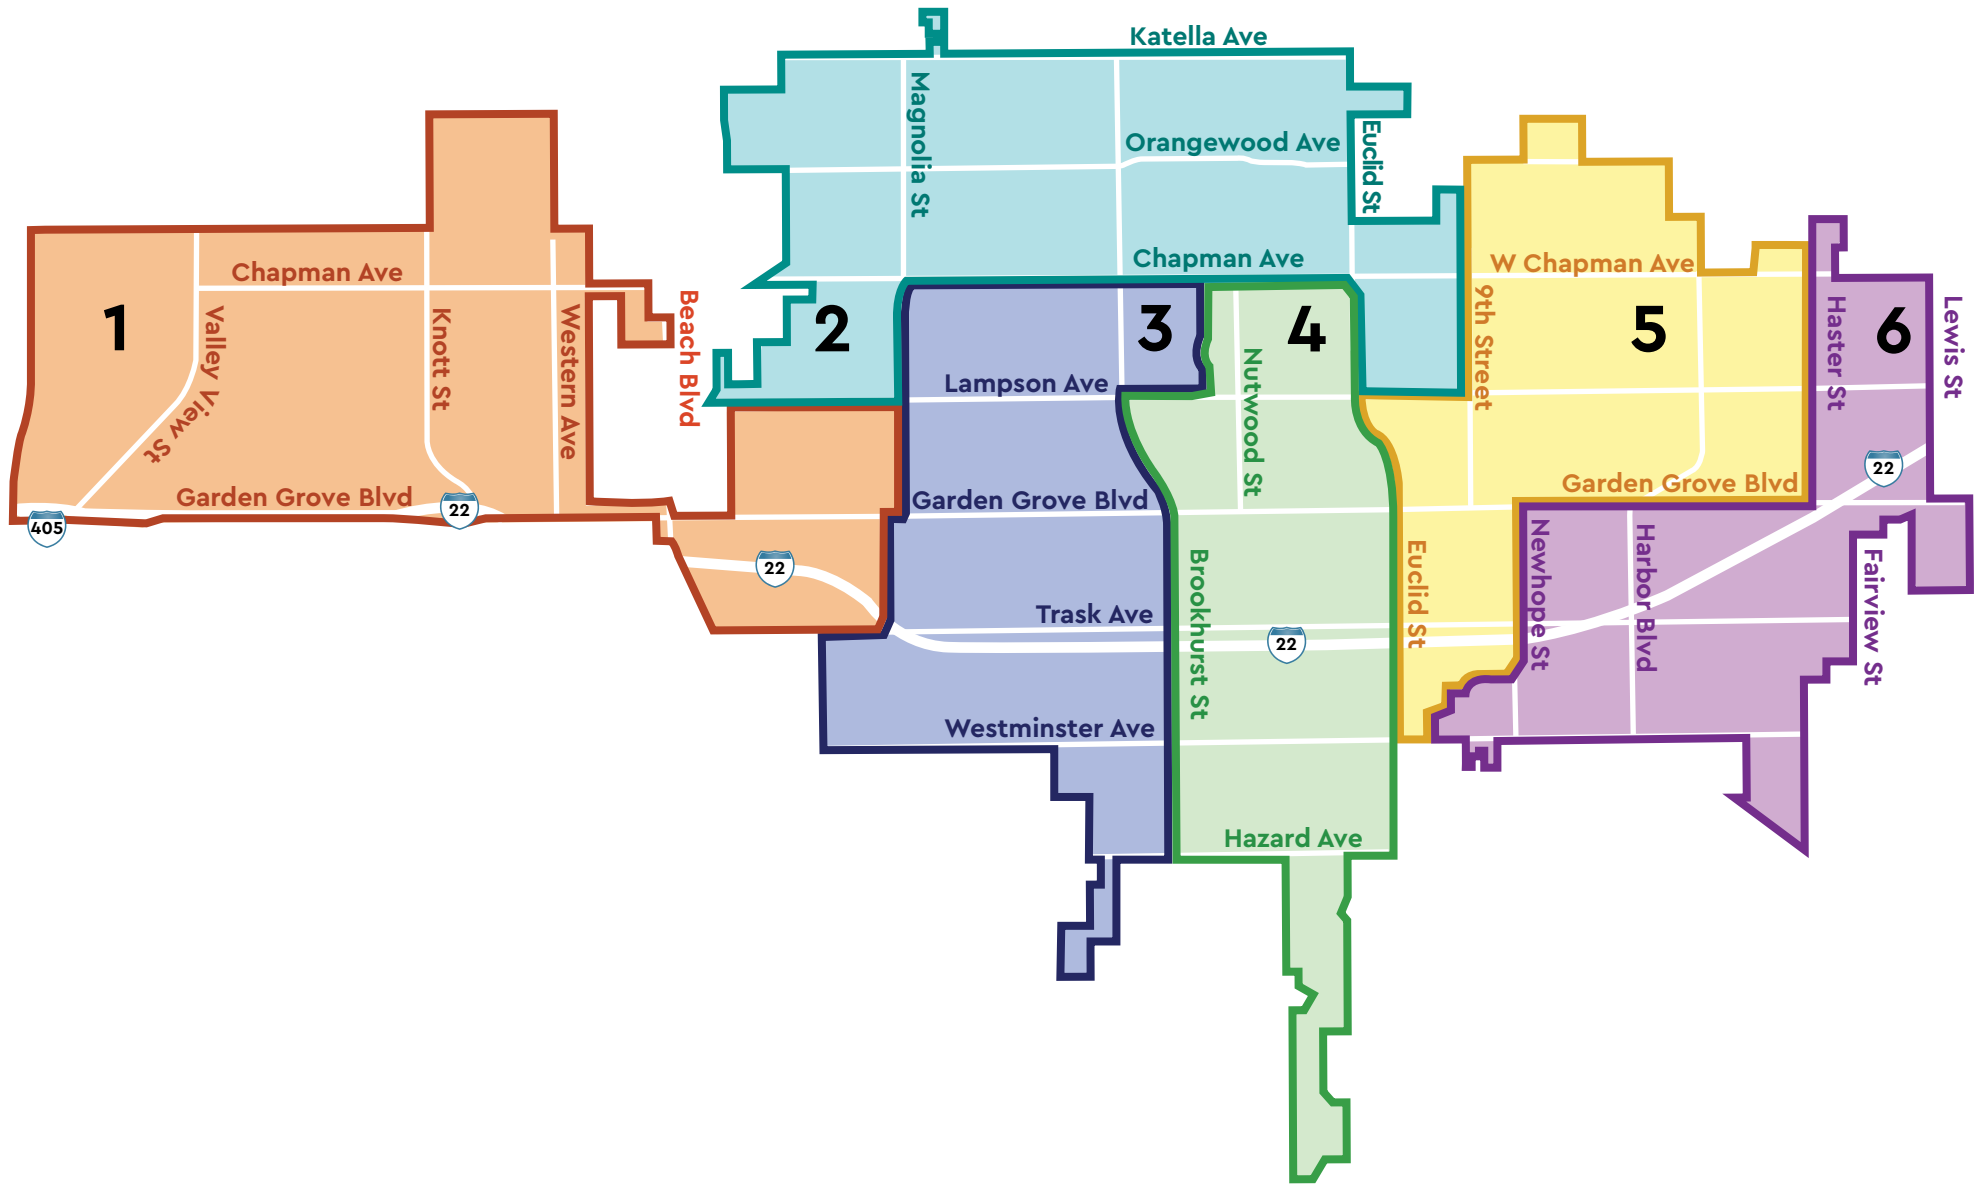 Katella Ave
Magnolia St
Orangewood Ave
Euclid St
Chapman Ave
2
1
Chapman Ave
Valley View St
Knott St
Western Ave
Beach Blvd
Garden Grove Blvd
405
22
22
3
Lampson Ave
Garden Grove Blvd
Trask Ave
Westminster Ave
4
Nutwood St
Brookhurst St
22
Hazard Ave
W Chapman Ave
9th Street
5
Garden Grove Blvd
Euclid St
6
Haster St
Lewis St
22
Newhope St
Harbor Blvd
Fairview St